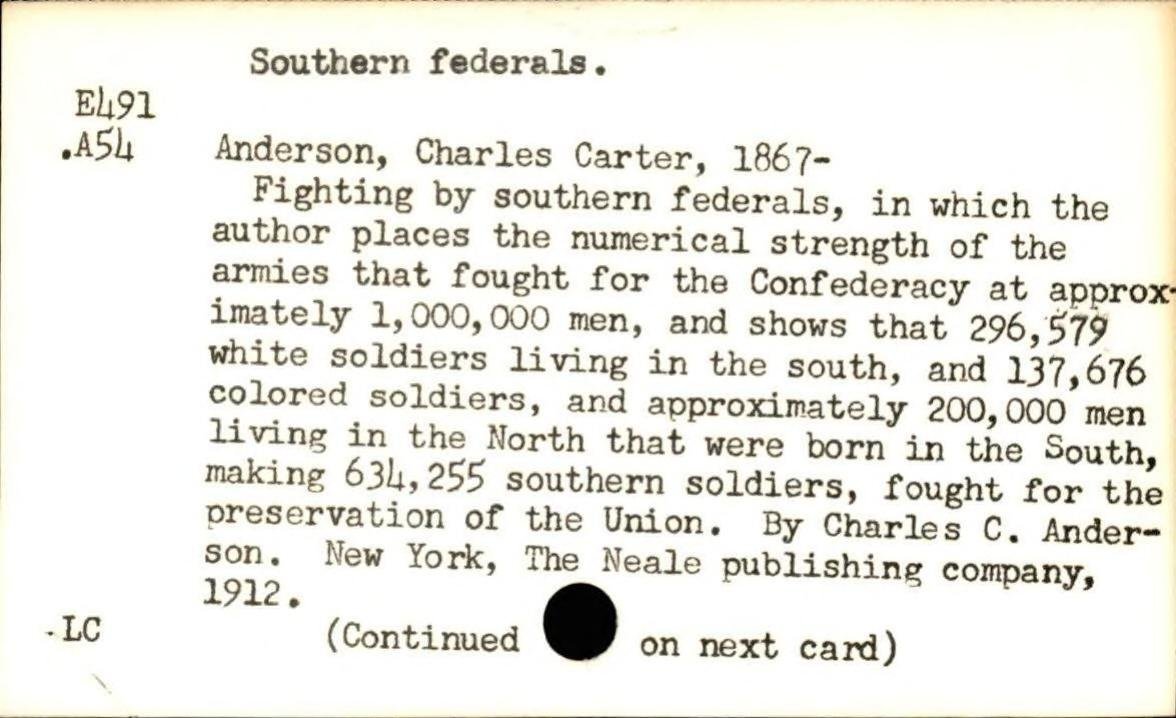 Southern federals.
E491
.A54
Anderson, Charles Carter, 1867-
Fighting by southern federals, in which the
author places the numerical strength of the
armies that fought for the Confederacy at approx-
imately 1,000,000 men, and shows that 296,579
white soldiers living in the south, and 137,676
colored soldiers, and approximately 200,000 men
living in the North that were born in the South,
making 634,255 southern soldiers, fought for the
preservation of the Union. By Charles C. Ander-
son. New York, The Neale publishing company,
1912.
LC
(Continued on next card)